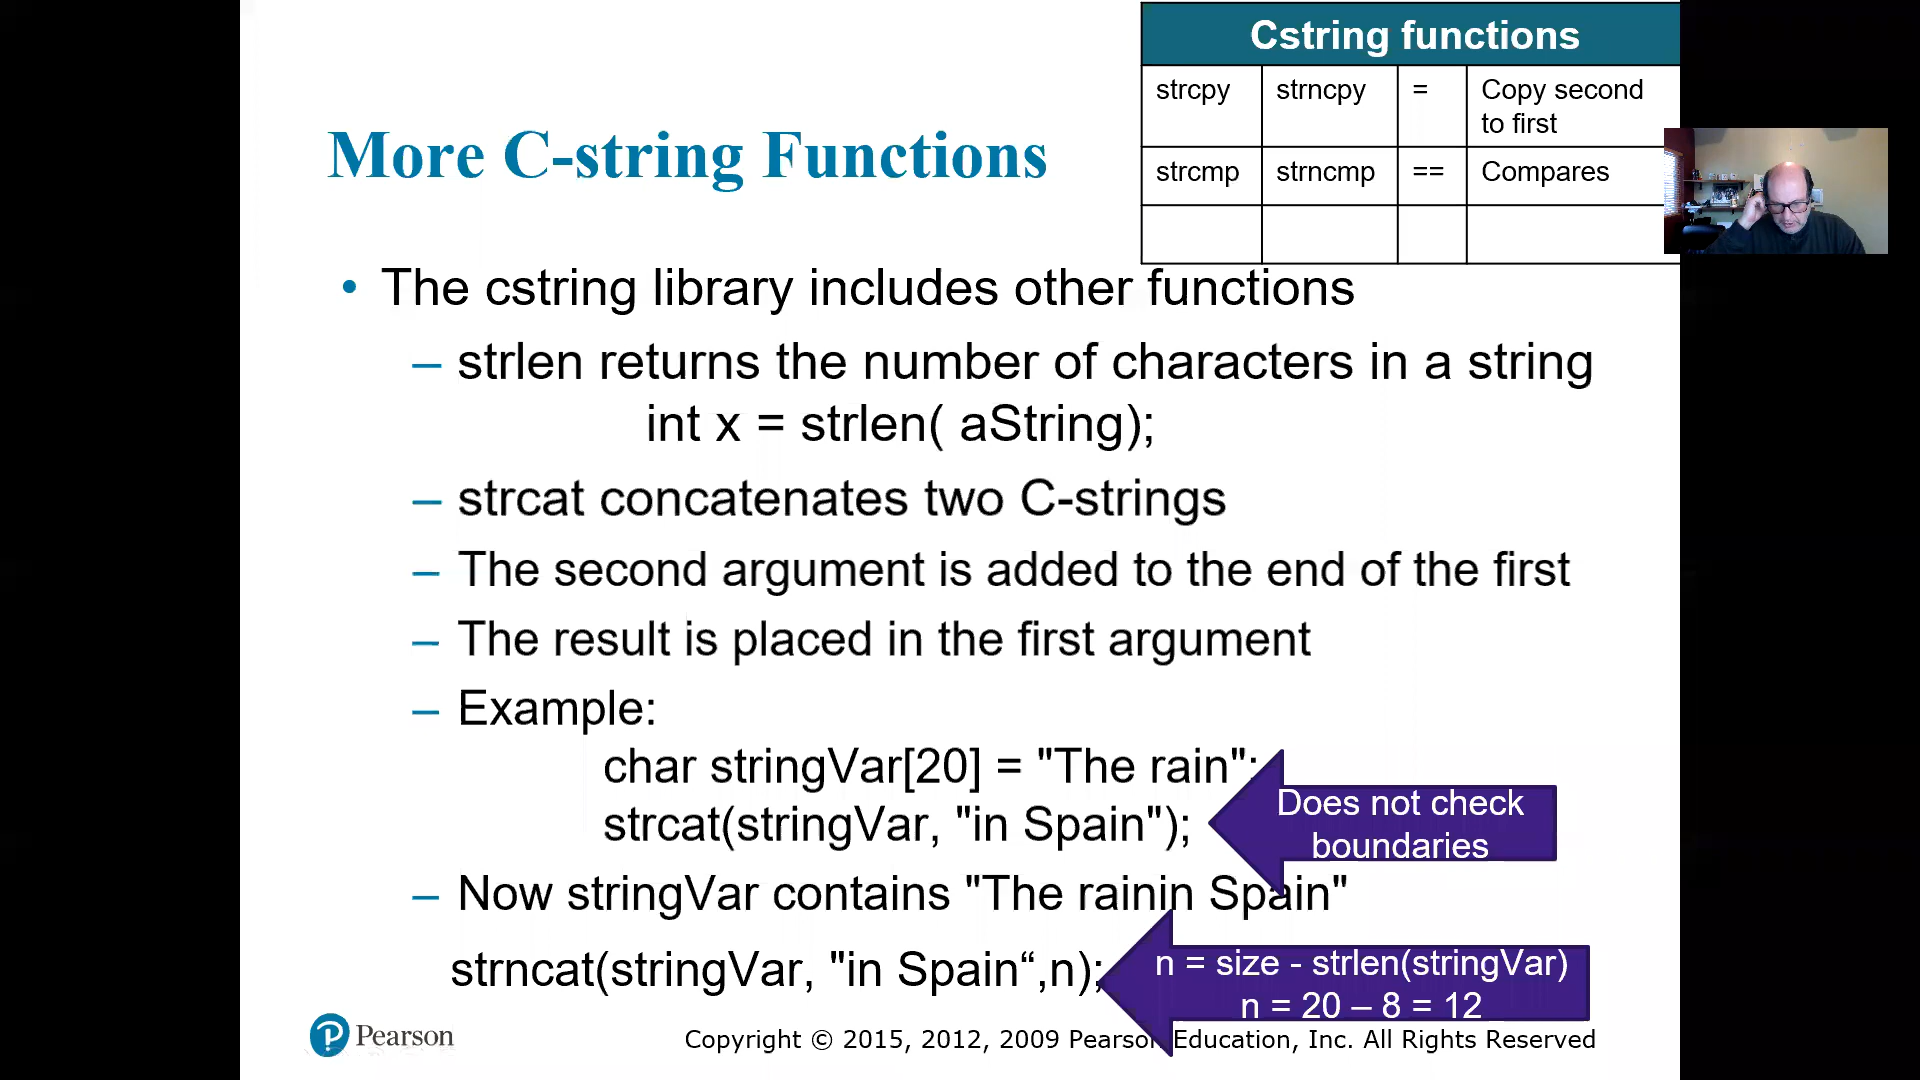 Cstring functions
strcpy strncpy = Copy second
to first
strcmp strncmp == Compares
More C-string Functions
• The cstring library includes other functions
– strlen returns the number of characters in a string
int x = strlen( aString);
– strcat concatenates two C-strings
– The second argument is added to the end of the first
– The result is placed in the first argument
– Example:
char stringVar[20] = "The rain";
strcat(stringVar, "in Spain");
Does not check
boundaries
– Now stringVar contains "The rainin Spain"
strncat(stringVar, "in Spain“,n);
n = size - strlen(stringVar)
n = 20 – 8 = 12
Pearson
Copyright © 2015, 2012, 2009 Pearson Education, Inc. All Rights Reserved